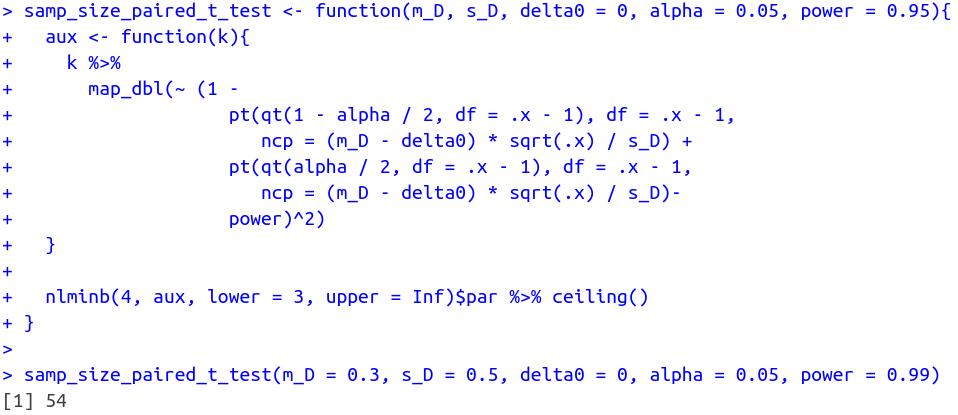 > samp_size_paired_t_test <- function(m_D, s_D, delta0 = 0, alpha = 0.05, power = 0.95){
+   aux <- function(k){
+     k %>%
+       map_dbl(~ (1 -
+                    pt(qt(1 - alpha / 2, df = .x - 1), df = .x - 1,
+                       ncp = (m_D - delta0) * sqrt(.x) / s_D) +
+                    pt(qt(alpha / 2, df = .x - 1), df = .x - 1,
+                       ncp = (m_D - delta0) * sqrt(.x) / s_D)-
+                    power)^2)
+   }
+
+   nlminb(4, aux, lower = 3, upper = Inf)$par %>% ceiling()
+ }
>
> samp_size_paired_t_test(m_D = 0.3, s_D = 0.5, delta0 = 0, alpha = 0.05, power = 0.99)
[1] 54